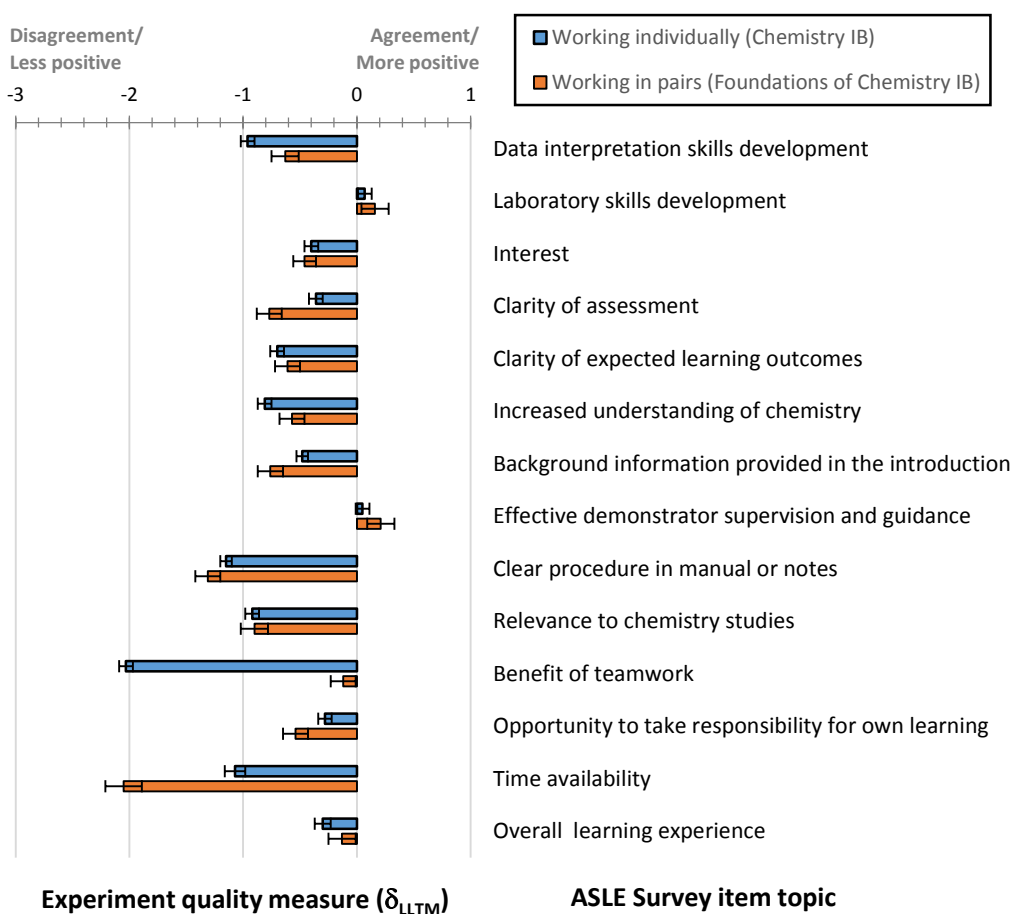 Disagreement/
Less positive
Agreement/
More positive
Working individually (Chemistry IB)
Working in pairs (Foundations of Chemistry IB)
-3 -2 -1 0 1
Data interpretation skills development
Laboratory skills development
Interest
Clarity of assessment
Clarity of expected learning outcomes
Increased understanding of chemistry
Background information provided in the introduction
Effective demonstrator supervision and guidance
Clear procedure in manual or notes
Relevance to chemistry studies
Benefit of teamwork
Opportunity to take responsibility for own learning
Time availability
Overall learning experience
Experiment quality measure (δLLTM)
ASLE Survey item topic